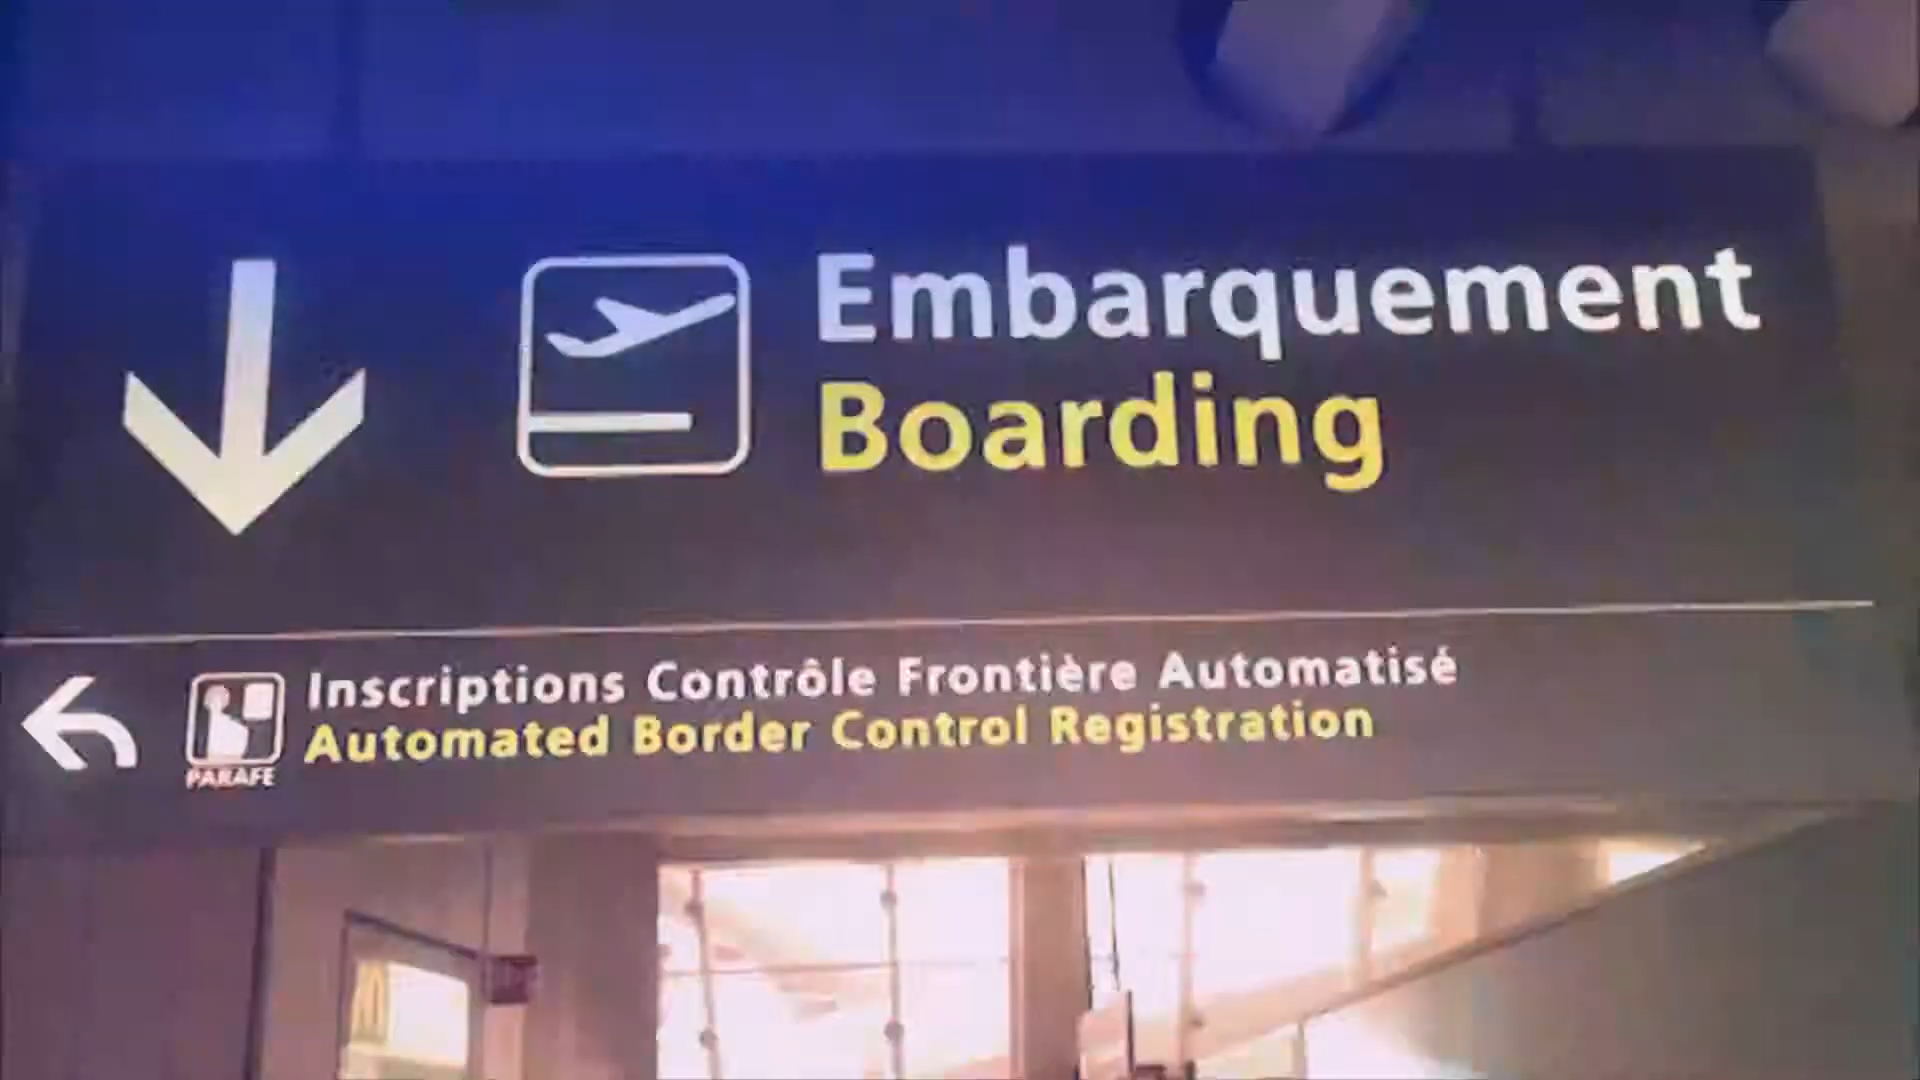 Embarquement
Boarding
Inscriptions Contrôle Frontière Automatisé
Automated Border Control Registration
PARAFE